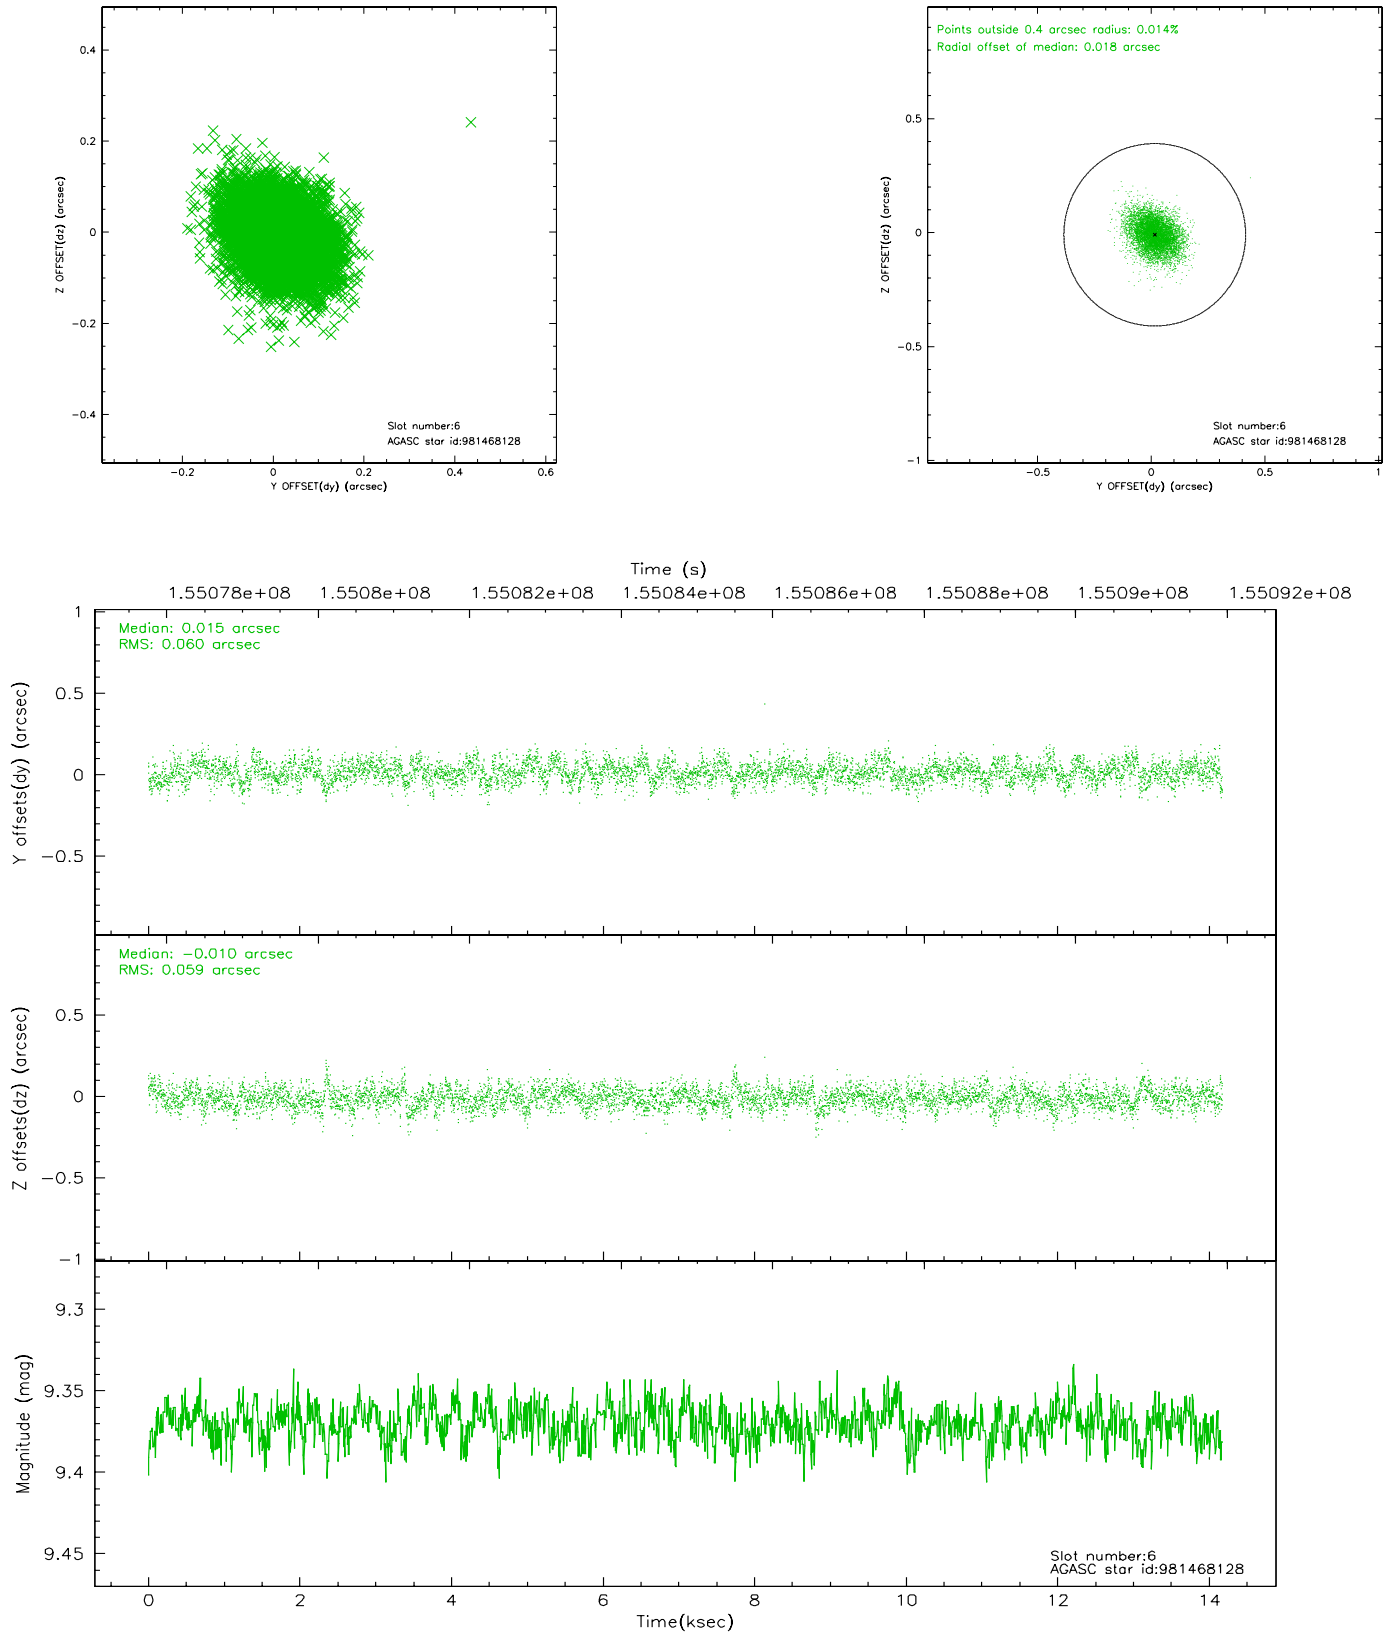 0.4
0.2
0
−0.2
−0.4
Z OFFSET(dz) (arcsec)
Slot number:6
AGASC star id:981468128
−0.2 0 0.2 0.4 0.6
Y OFFSET(dy) (arcsec)
Points outside 0.4 arcsec radius: 0.014%
Radial offset of median: 0.018 arcsec
0.5
0
−0.5
−1
Z OFFSET(dz) (arcsec)
Slot number:6
AGASC star id:981468128
−0.5 0 0.5 1
Y OFFSET(dy) (arcsec)
Time (s)
1.55078e+08 1.5508e+08 1.55082e+08 1.55084e+08 1.55086e+08 1.55088e+08 1.5509e+08 1.55092e+08
Median: 0.015 arcsec
RMS: 0.060 arcsec
1
0.5
0
−0.5
Y offsets(dy) (arcsec)
Median: −0.010 arcsec
RMS: 0.059 arcsec
0.5
0
−0.5
−1
Z offsets(dz) (arcsec)
9.3
9.35
9.4
9.45
Magnitude (mag)
Slot number:6
AGASC star id:981468128
0 2 4 6 8 10 12 14
Time(ksec)